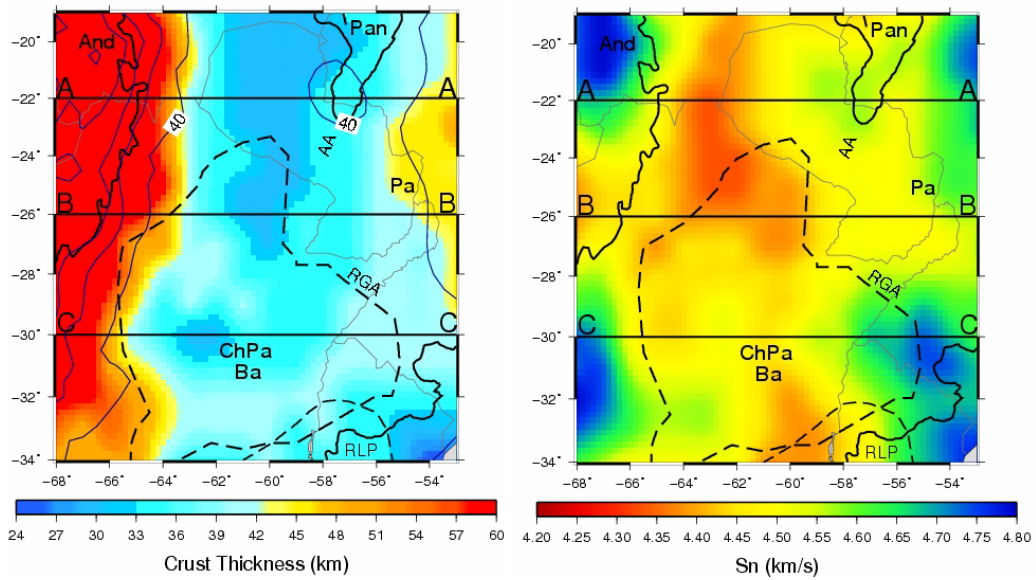 And
Pan
A
A
40
40
AA
Pa
B
B
RGA
C
C
ChPa
Ba
RLP
−20˚
−22˚
−24˚
−26˚
−28˚
−30˚
−32˚
−34˚
−68˚ −66˚ −64˚ −62˚ −60˚ −58˚ −56˚ −54˚
24 27 30 33 36 39 42 45 48 51 54 57 60
Crust Thickness (km)
And
Pan
A
A
AA
Pa
B
B
RGA
C
C
ChPa
Ba
RLP
−20˚
−22˚
−24˚
−26˚
−28˚
−30˚
−32˚
−34˚
−68˚ −66˚ −64˚ −62˚ −60˚ −58˚ −56˚ −54˚
4.20 4.25 4.30 4.35 4.40 4.45 4.50 4.55 4.60 4.65 4.70 4.75 4.80
Sn (km/s)